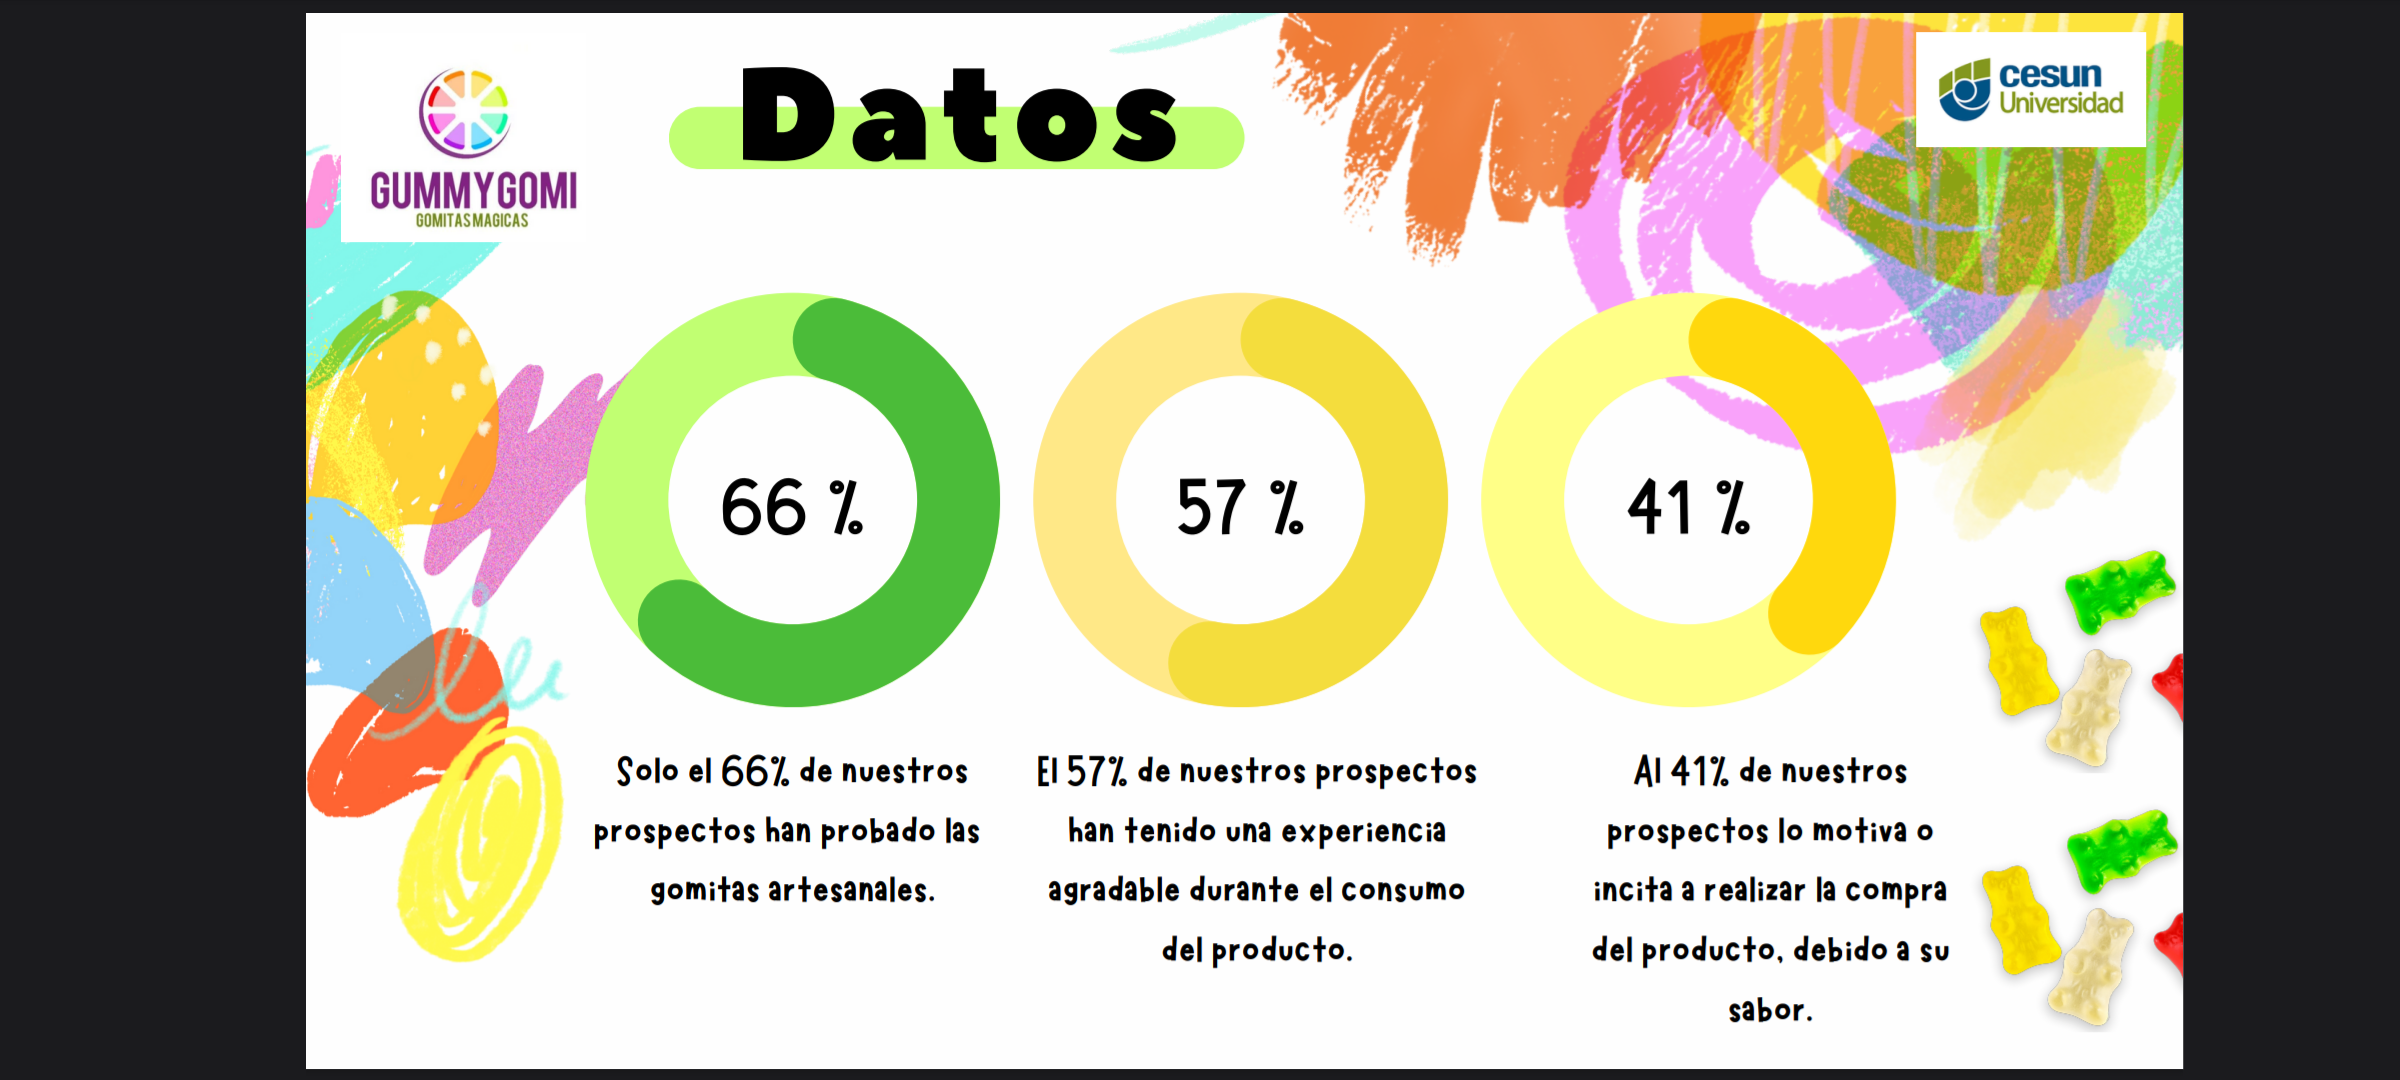 Datos
cesun
Universidad
GUMMYGOMI
GOMITAS MAGICAS
66 %
57 %
41 %
Solo el 66% de nuestros
prospectos han probado las
gomitas artesanales.
El 57% de nuestros prospectos
han tenido una experiencia
agradable durante el consumo
del producto.
Al 41% de nuestros
prospectos lo motiva o
incita a realizar la compra
del producto, debido a su
sabor.